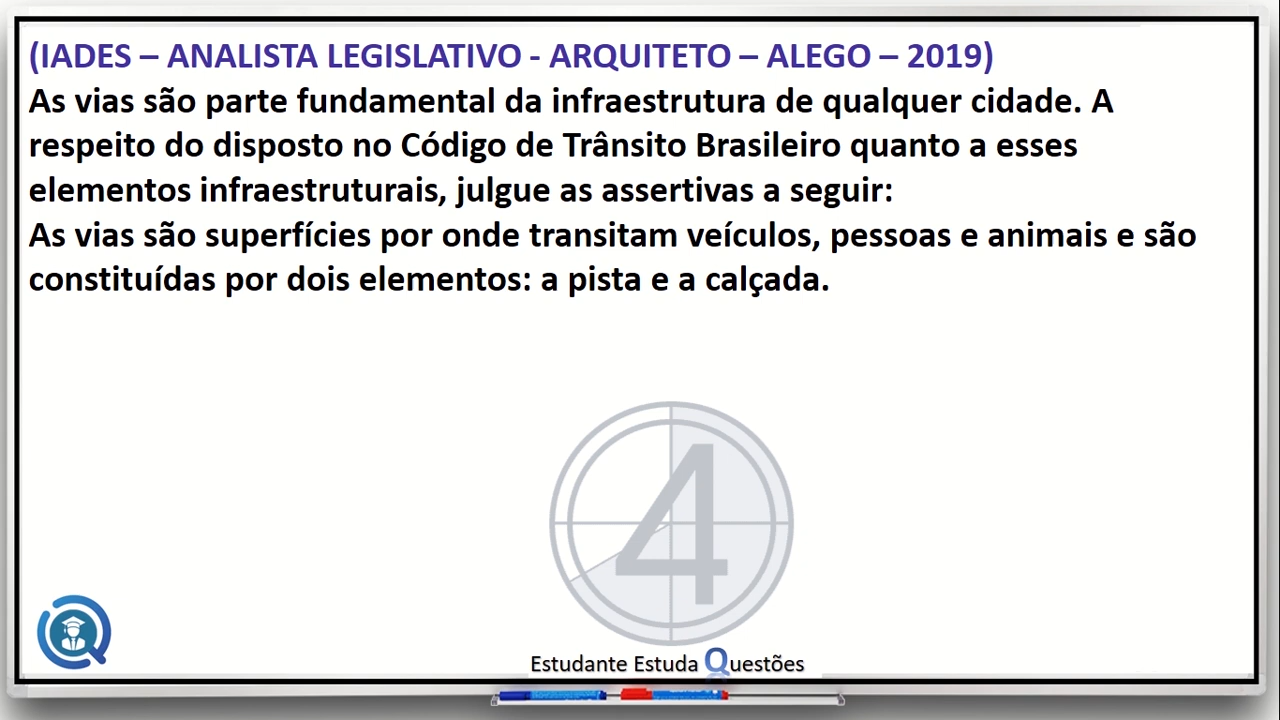 (IADES – ANALISTA LEGISLATIVO - ARQUITETO – ALEGO – 2019)
As vias são parte fundamental da infraestrutura de qualquer cidade. A
respeito do disposto no Código de Trânsito Brasileiro quanto a esses
elementos infraestruturais, julgue as assertivas a seguir:
As vias são superfícies por onde transitam veículos, pessoas e animais e são
constituídas por dois elementos: a pista e a calçada.
4
Estudante Estuda Questões